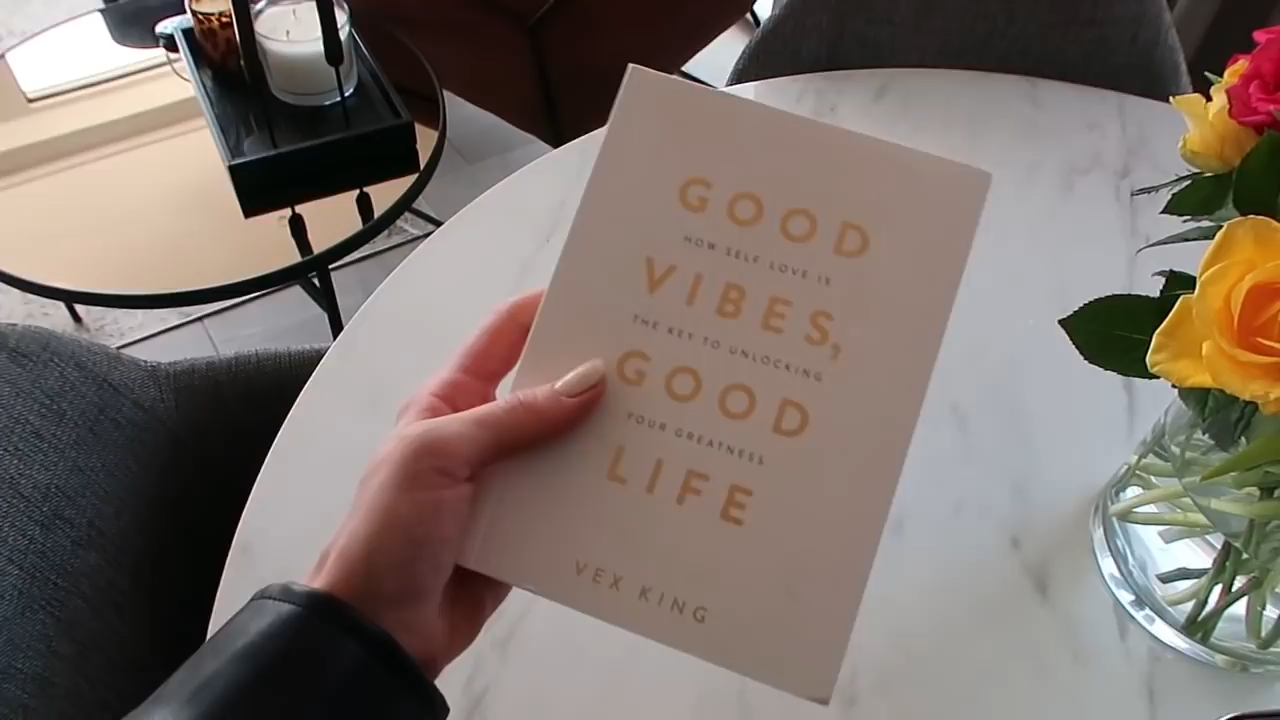 GOOD
HOW SELF LOVE IS
VIBES,
THE KEY TO UNLOCKING
GOOD
YOUR GREATNESS
LIFE
VEX KING